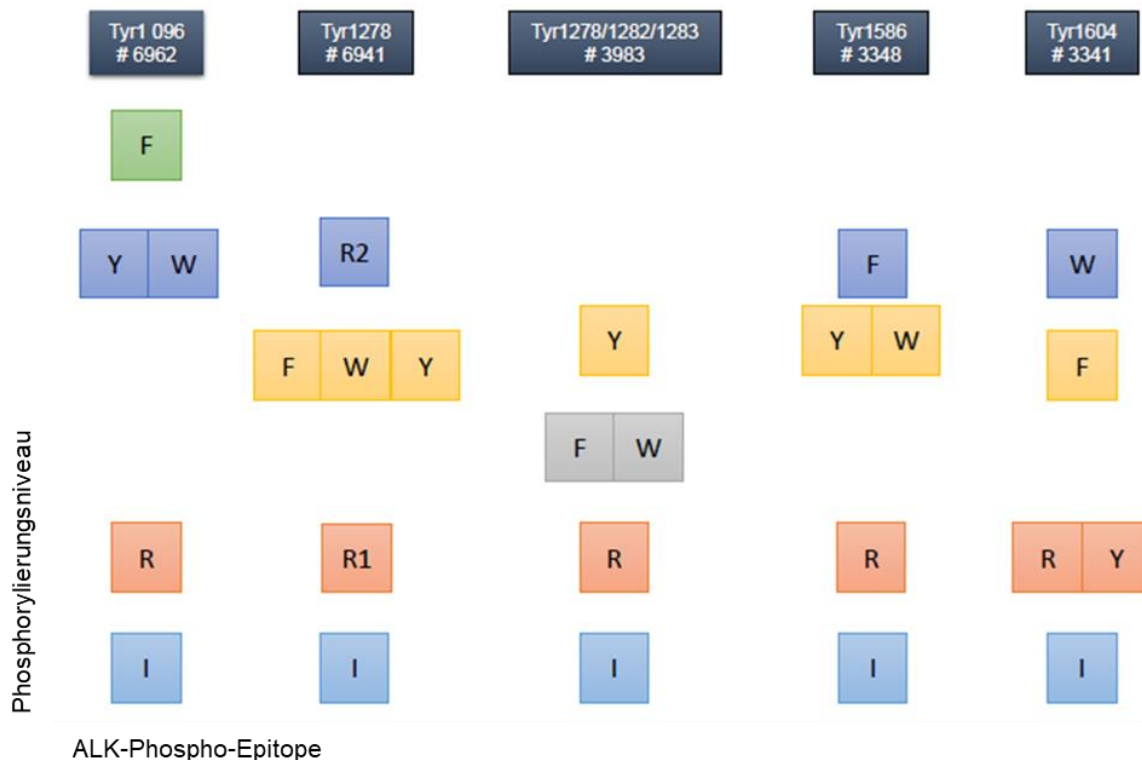 Tyr1 096
# 6962
Tyr1278
# 6941
Tyr1278/1282/1283
# 3983
Tyr1586
# 3348
Tyr1604
# 3341
F
Y W
R2
F
W
F W Y
Y
Y W
F
F W
R
R1
R
R
R Y
I
I
I
I
I
Phosphorylierungsniveau
ALK-Phospho-Epitope